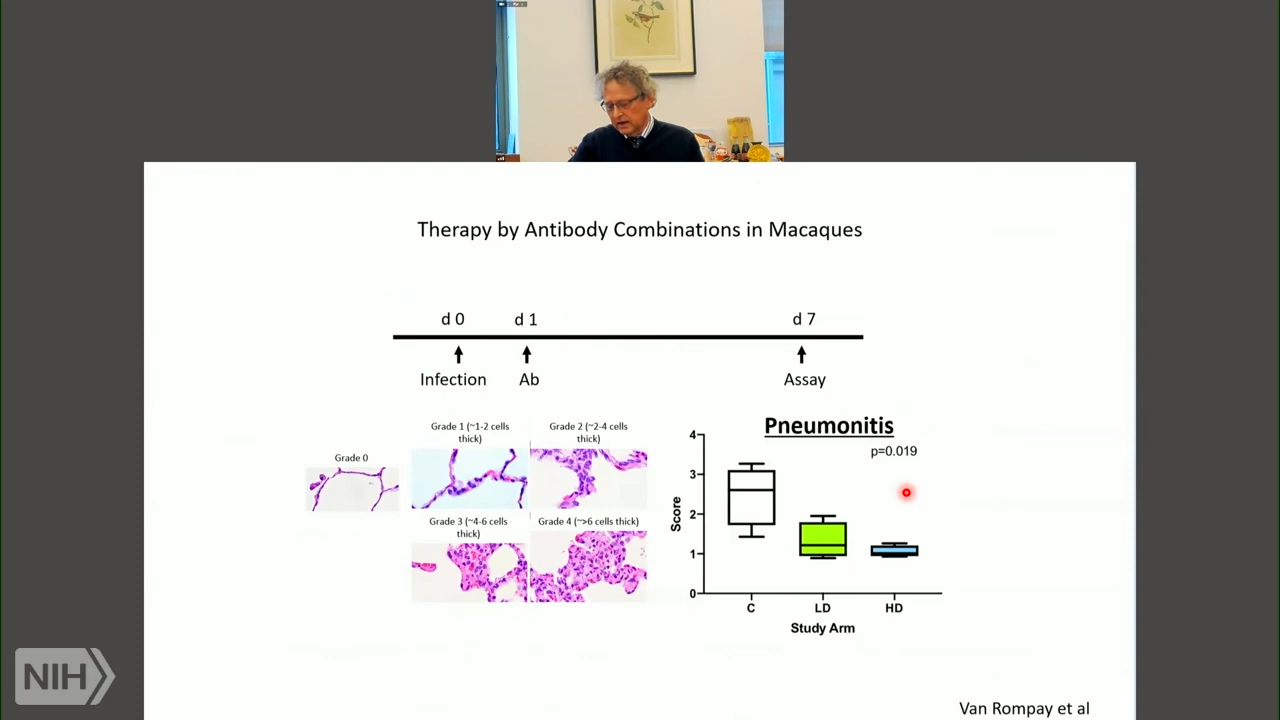 Therapy by Antibody Combinations in Macaques
d 0
d 1
d 7
Infection
Ab
Assay
Grade 0
Grade 1 (~1-2 cells
thick)
Grade 2 (~2-4 cells
thick)
Grade 3 (~4-6 cells
thick)
Grade 4 (~>6 cells thick)
Pneumonitis
p=0.019
Score
4
3
2
1
0
C
LD
HD
Study Arm
NIH
Van Rompay et al